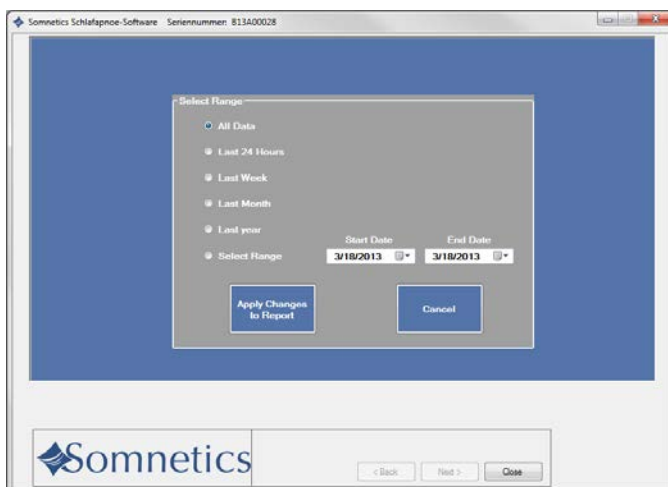 Somnetics Schlafapnoe-Software Seriennummer: 813A00028
Select Range
All Data
Last 24 Hours
Last Week
Last Month
Last year
Start Date End Date
Select Range 3/18/2013 3/18/2013
Apply Changes
to Report
Cancel
Somnetics
< Back Next > Close